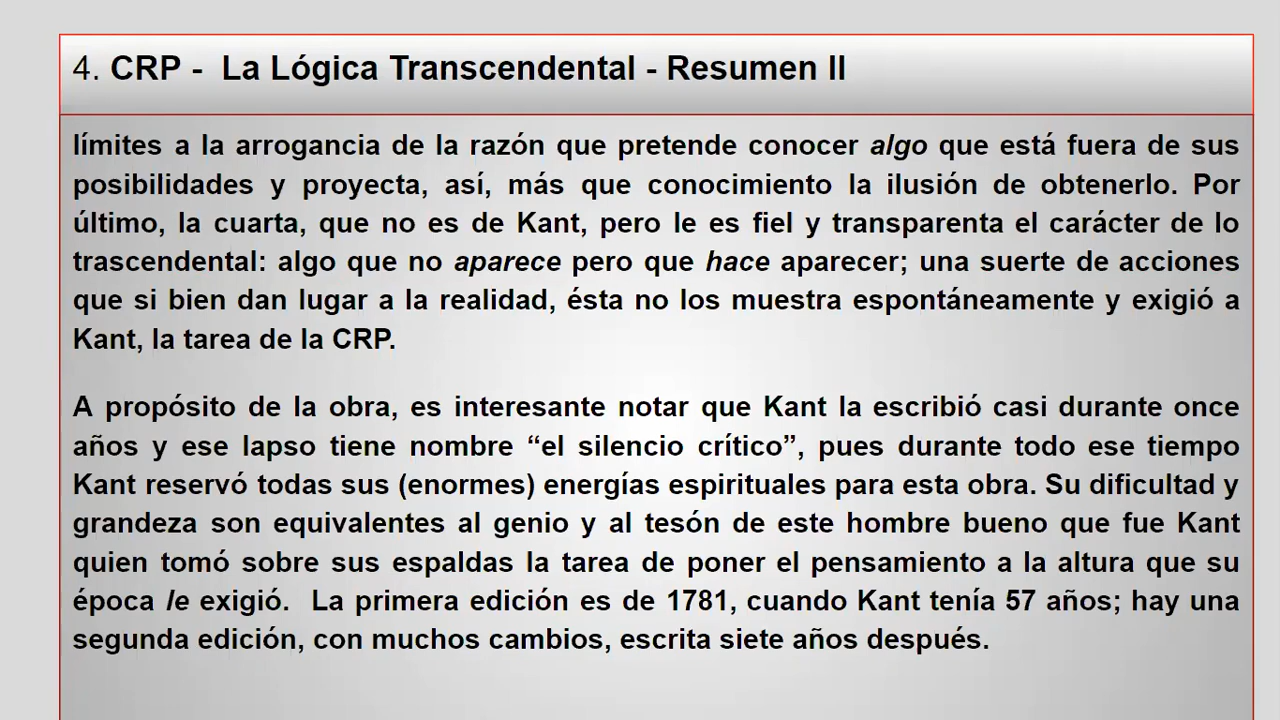 4. CRP - La Lógica Transcendental - Resumen II
límites a la arrogancia de la razón que pretende conocer algo que está fuera de sus
posibilidades y proyecta, así, más que conocimiento la ilusión de obtenerlo. Por
último, la cuarta, que no es de Kant, pero le es fiel y transparenta el carácter de lo
trascendental: algo que no aparece pero que hace aparecer; una suerte de acciones
que si bien dan lugar a la realidad, ésta no los muestra espontáneamente y exigió a
Kant, la tarea de la CRP.
A propósito de la obra, es interesante notar que Kant la escribió casi durante once
años y ese lapso tiene nombre “el silencio crítico”, pues durante todo ese tiempo
Kant reservó todas sus (enormes) energías espirituales para esta obra. Su dificultad y
grandeza son equivalentes al genio y al tesón de este hombre bueno que fue Kant
quien tomó sobre sus espaldas la tarea de poner el pensamiento a la altura que su
época le exigió. La primera edición es de 1781, cuando Kant tenía 57 años; hay una
segunda edición, con muchos cambios, escrita siete años después.